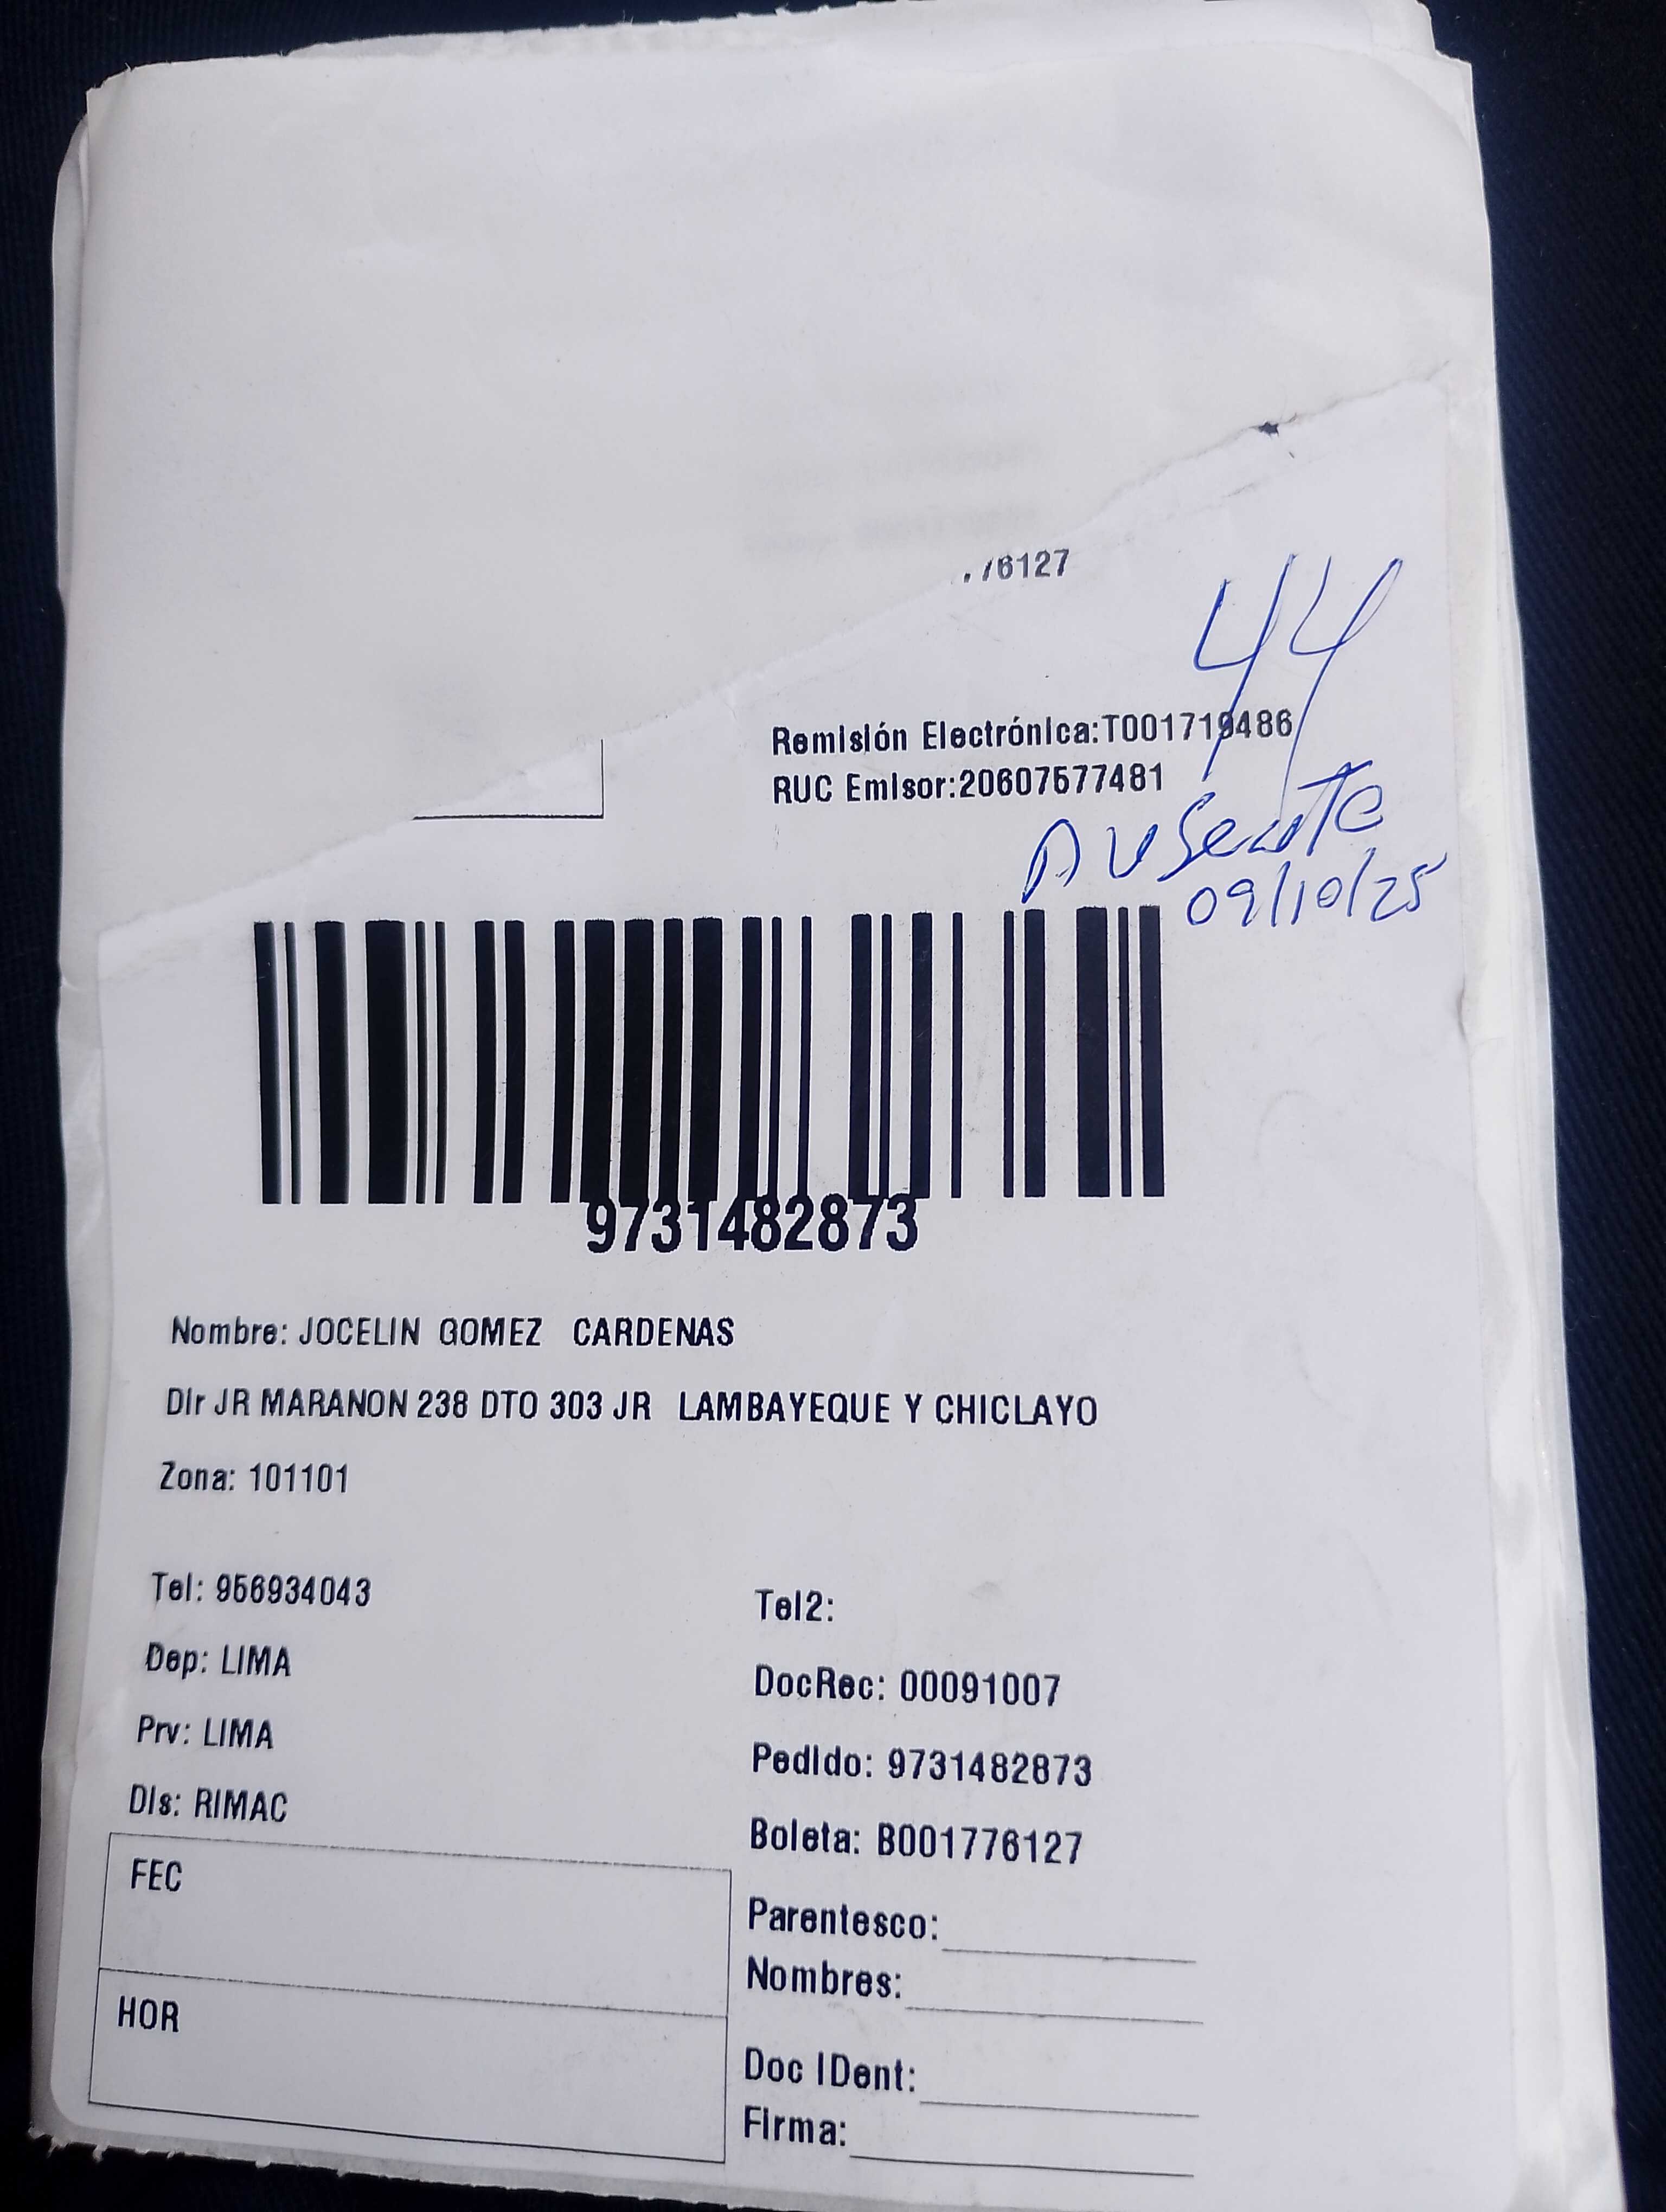 76127
44
Remisión Electrónica:T001719486
RUC Emisor:20607577481
Ausente
09/10/25
9731482873
Nombre: JOCELIN GOMEZ CARDENAS
Dir JR MARANON 238 DTO 303 JR LAMBAYEQUE Y CHICLAYO
Zona: 101101
Tel: 956934043
Tel2:
Dep: LIMA
DocRec: 00091007
Prv: LIMA
Pedido: 9731482873
Dis: RIMAC
Boleta: B001776127
FEC
Parentesco:
Nombres:
HOR
Doc IDent:
Firma: